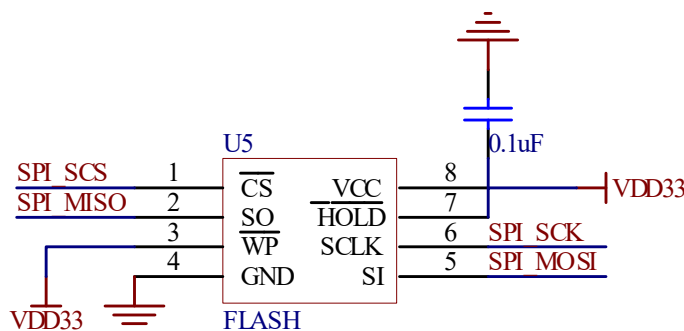 U5
0.1uF
SPI_SCS 1 CS VCC 8 VDD33
SPI_MISO 2 SO HOLD 7
3 WP SCLK 6 SPI_SCK
4 GND SI 5 SPI_MOSI
VDD33 FLASH